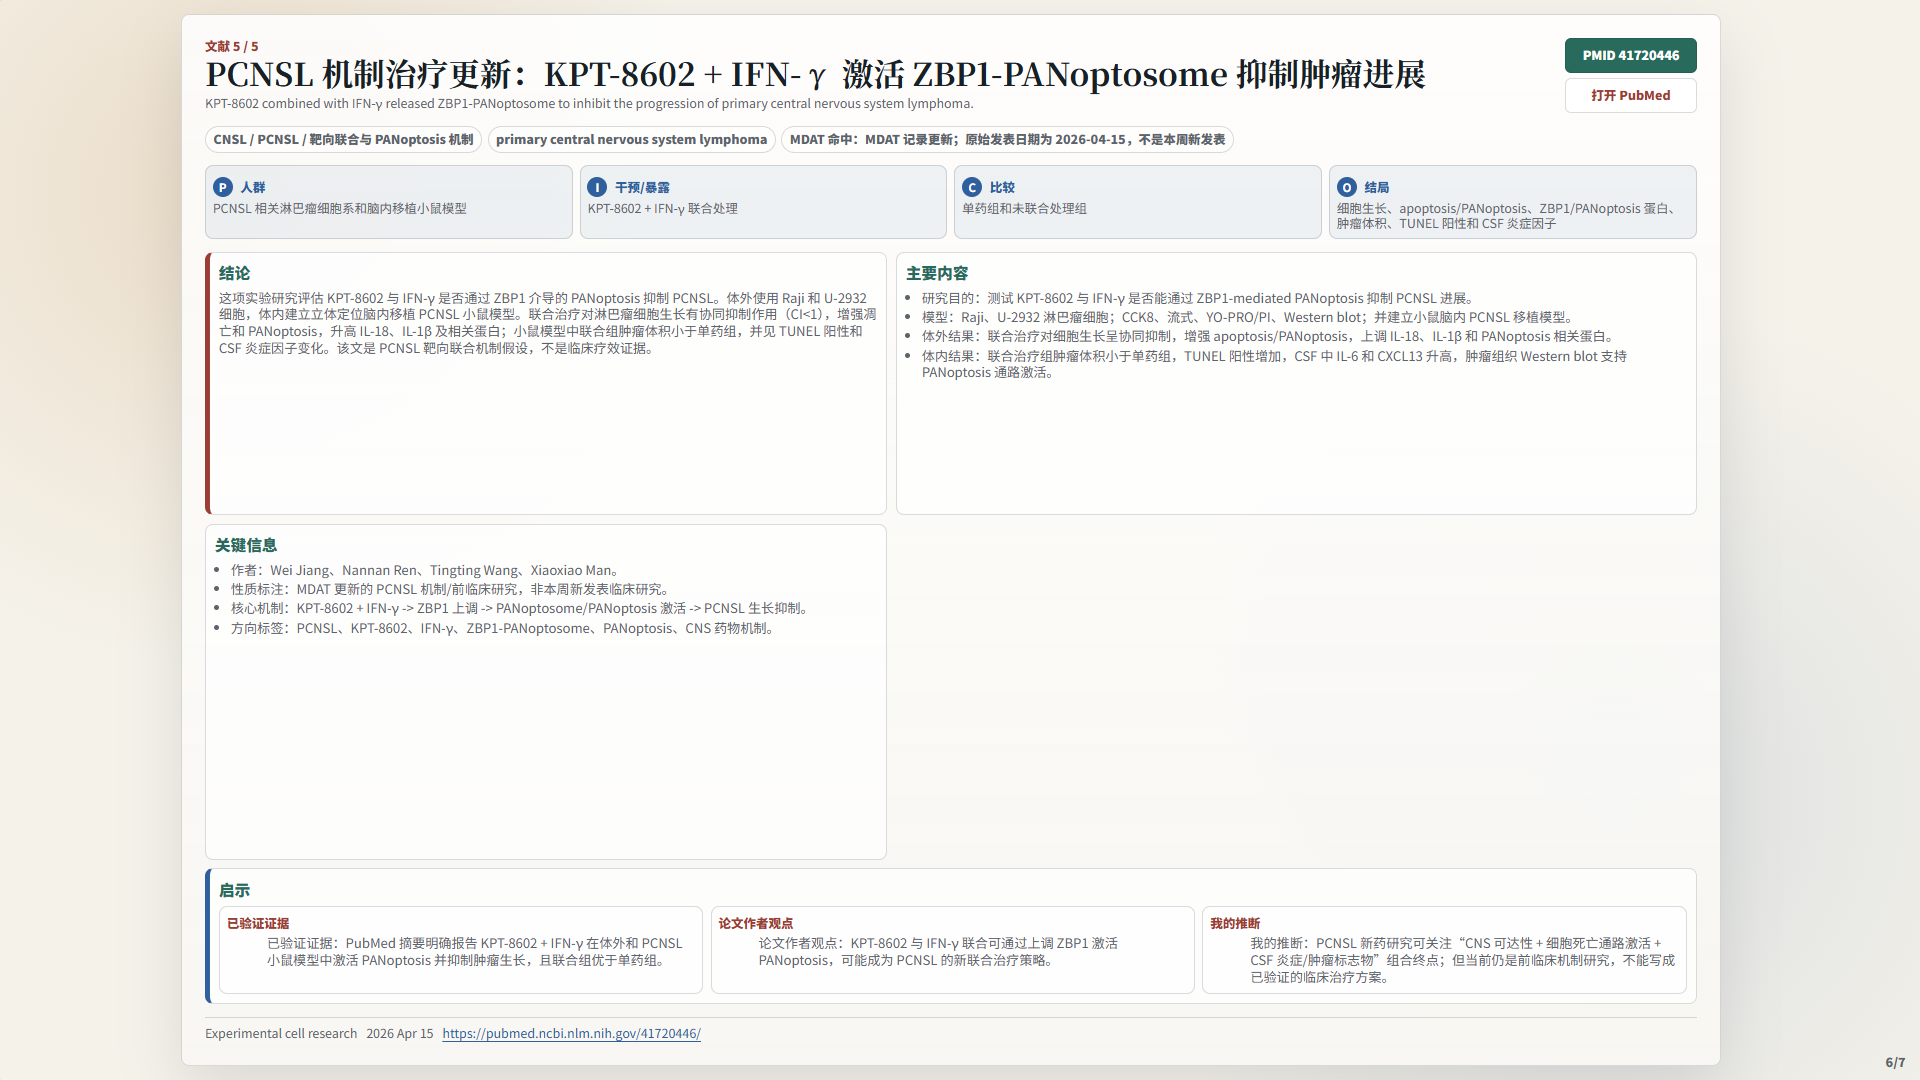 文献 5 / 5
PCNSL 机制治疗更新：KPT-8602 + IFN-γ 激活 ZBP1-PANoptosome 抑制肿瘤进展
KPT-8602 combined with IFN-γ released ZBP1-PANoptosome to inhibit the progression of primary central nervous system lymphoma.
PMID 41720446
打开 PubMed
CNSL / PCNSL / 靶向联合与 PANoptosis 机制
primary central nervous system lymphoma
MDAT 命中：MDAT 记录更新；原始发表日期为 2026-04-15，不是本周新发表
P 人群
PCNSL 相关淋巴瘤细胞系和脑内移植小鼠模型
I 干预/暴露
KPT-8602 + IFN-γ 联合处理
C 比较
单药组和未联合处理组
O 结局
细胞生长、apoptosis/PANoptosis、ZBP1/PANoptosis 蛋白、
肿瘤体积、TUNEL 阳性和 CSF 炎症因子
结论
这项实验研究评估 KPT-8602 与 IFN-γ 是否通过 ZBP1 介导的 PANoptosis 抑制 PCNSL。体外使用 Raji 和 U-2932
细胞，体内建立立体定位脑内移植 PCNSL 小鼠模型。联合治疗对淋巴瘤细胞生长有协同抑制作用（CI<1），增强凋
亡和 PANoptosis，升高 IL-18、IL-1β 及相关蛋白；小鼠模型中联合组肿瘤体积小于单药组，并见 TUNEL 阳性和
CSF 炎症因子变化。该文是 PCNSL 靶向联合机制假设，不是临床疗效证据。
主要内容
• 研究目的：测试 KPT-8602 与 IFN-γ 是否能通过 ZBP1-mediated PANoptosis 抑制 PCNSL 进展。
• 模型：Raji、U-2932 淋巴瘤细胞；CCK8、流式、YO-PRO/PI、Western blot；并建立小鼠脑内 PCNSL 移植模型。
• 体外结果：联合治疗对细胞生长呈协同抑制，增强 apoptosis/PANoptosis，上调 IL-18、IL-1β 和 PANoptosis 相关蛋白。
• 体内结果：联合治疗组肿瘤体积小于单药组，TUNEL 阳性增加，CSF 中 IL-6 和 CXCL13 升高，肿瘤组织 Western blot 支持
PANoptosis 通路激活。
关键信息
• 作者：Wei Jiang、Nannan Ren、Tingting Wang、Xiaoxiao Man。
• 性质标注：MDAT 更新的 PCNSL 机制/前临床研究，非本周新发表临床研究。
• 核心机制：KPT-8602 + IFN-γ -> ZBP1 上调 -> PANoptosome/PANoptosis 激活 -> PCNSL 生长抑制。
• 方向标签：PCNSL、KPT-8602、IFN-γ、ZBP1-PANoptosome、PANoptosis、CNS 药物机制。
启示
已验证证据
已验证证据：PubMed 摘要明确报告 KPT-8602 + IFN-γ 在体外和 PCNSL
小鼠模型中激活 PANoptosis 并抑制肿瘤生长，且联合组优于单药组。
论文作者观点
论文作者观点：KPT-8602 与 IFN-γ 联合可通过上调 ZBP1 激活
PANoptosis，可能成为 PCNSL 的新联合治疗策略。
我的推断
我的推断：PCNSL 新药研究可关注“CNS 可达性 + 细胞死亡通路激活 +
CSF 炎症/肿瘤标志物”组合终点；但当前仍是前临床机制研究，不能写成
已验证的临床治疗方案。
Experimental cell research 2026 Apr 15 https://pubmed.ncbi.nlm.nih.gov/41720446/
6/7